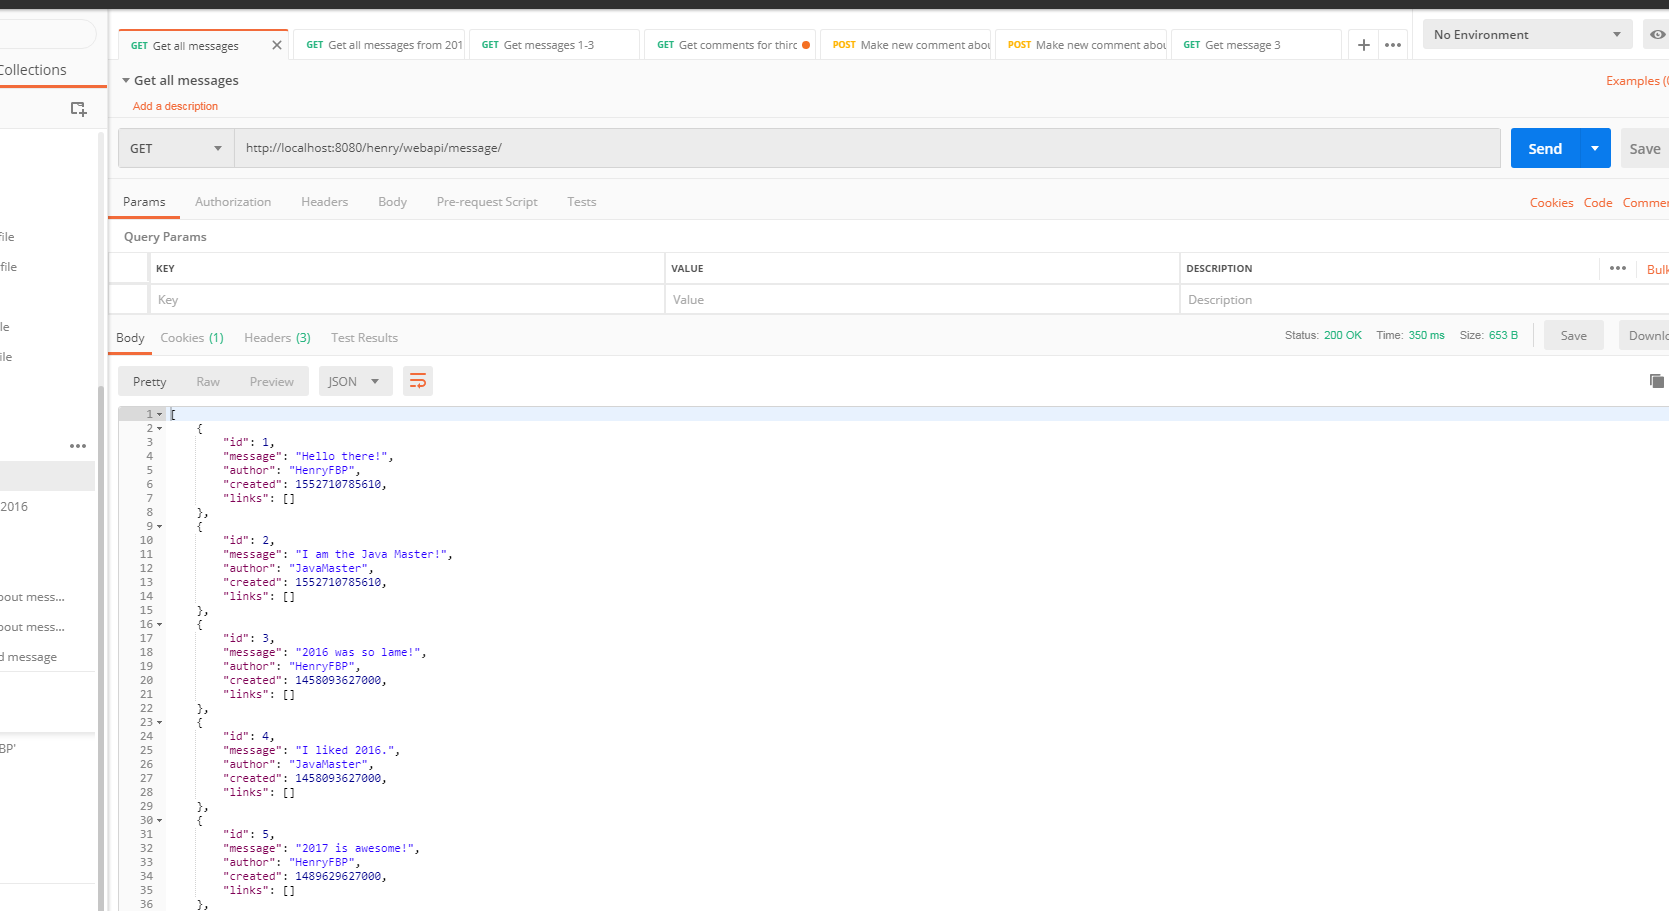 GET Get all messages
GET Get all messages from 201
GET Get messages 1-3
GET Get comments for thirc
POST Make new comment abou
POST Make new comment abou
GET Get message 3
No Environment
Collections
Get all messages
Examples (0
Add a description
GET
http://localhost:8080/henry/webapi/message/
Send
Save
Params Authorization Headers Body Pre-request Script Tests
Cookies Code Commen
file
Query Params
file
KEY VALUE DESCRIPTION
Bulk
Key Value Description
le
ile
Body Cookies (1) Headers (3) Test Results
Status: 200 OK Time: 350 ms Size: 653 B
Save
Downlo
Pretty Raw Preview JSON
2016
bout mess...
bout mess...
d message
BP'
1 [
2 {
3 "id": 1,
4 "message": "Hello there!",
5 "author": "HenryFBP",
6 "created": 1552710785610,
7 "links": []
8 },
9 {
10 "id": 2,
11 "message": "I am the Java Master!",
12 "author": "JavaMaster",
13 "created": 1552710785610,
14 "links": []
15 },
16 {
17 "id": 3,
18 "message": "2016 was so lame!",
19 "author": "HenryFBP",
20 "created": 1458093627000,
21 "links": []
22 },
23 {
24 "id": 4,
25 "message": "I liked 2016.",
26 "author": "JavaMaster",
27 "created": 1458093627000,
28 "links": []
29 },
30 {
31 "id": 5,
32 "message": "2017 is awesome!",
33 "author": "HenryFBP",
34 "created": 1489629627000,
35 "links": []
36 },